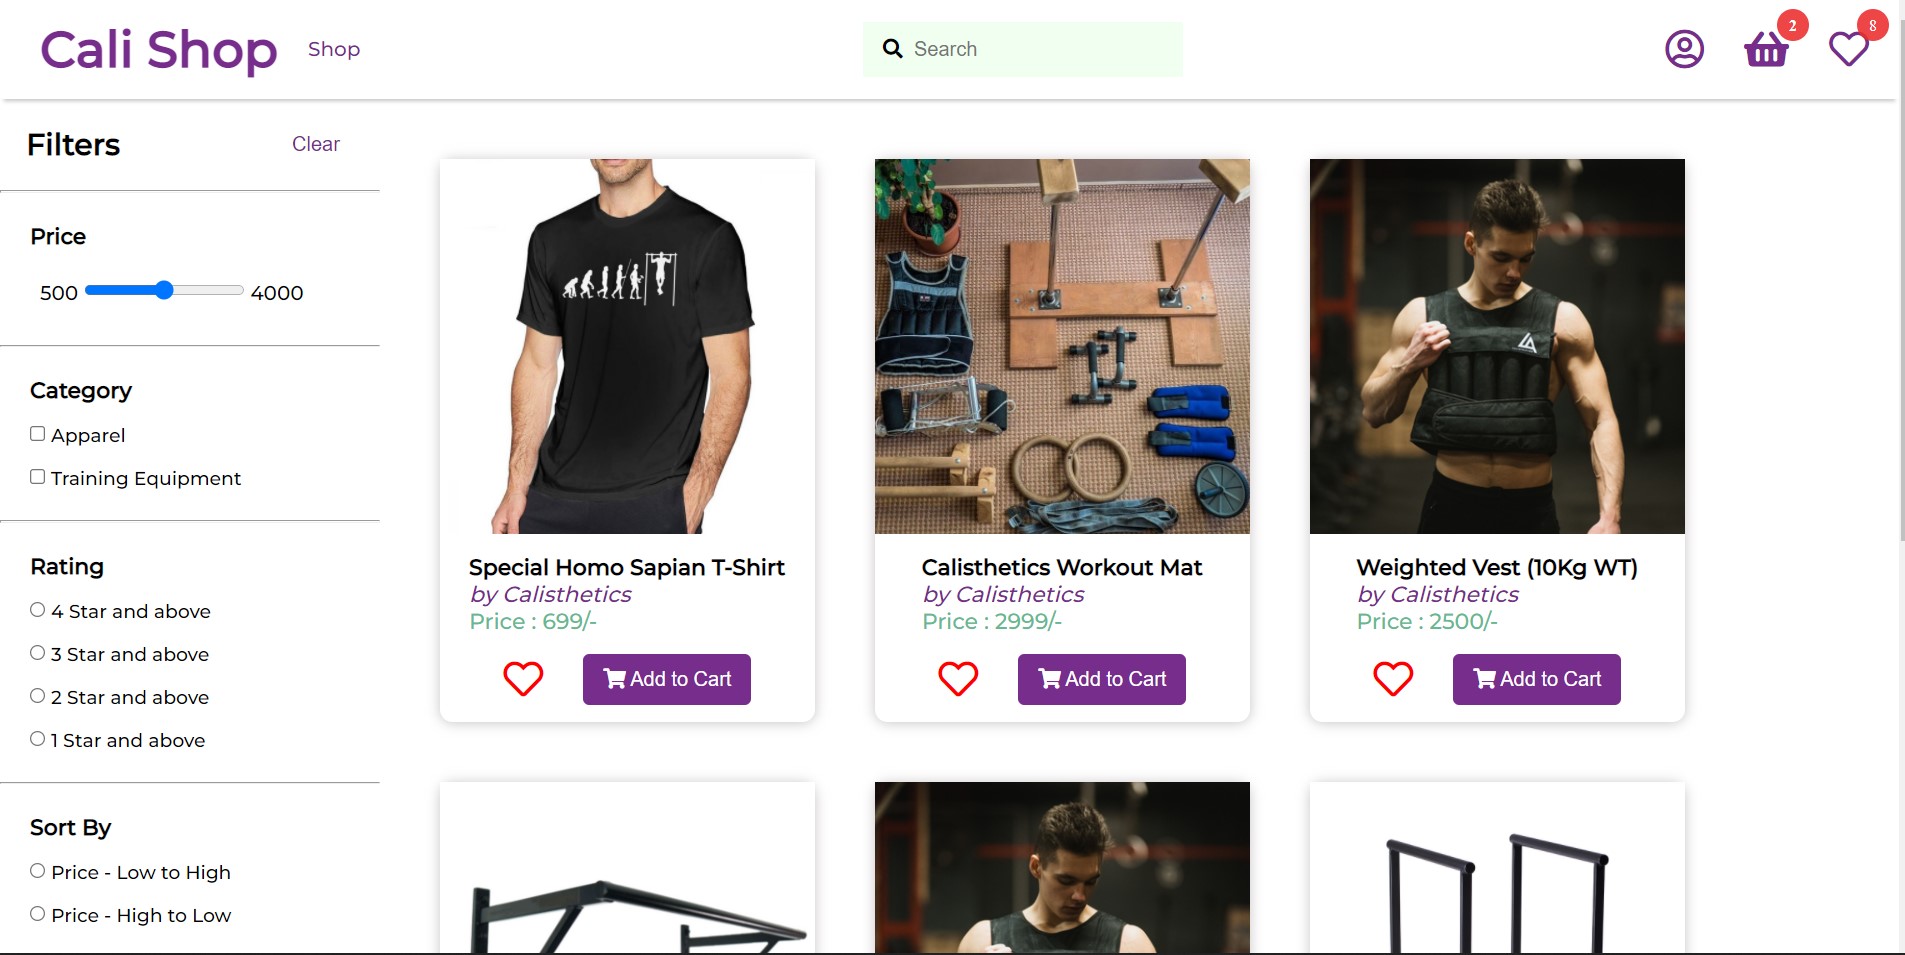 Cali Shop
Shop
Search
2
8
Filters
Clear
Price
500
4000
Category
Apparel
Training Equipment
Rating
4 Star and above
3 Star and above
2 Star and above
1 Star and above
Sort By
Price - Low to High
Price - High to Low
Special Homo Sapian T-Shirt
by Calisthetics
Price : 699/-
Add to Cart
Calisthetics Workout Mat
by Calisthetics
Price : 2999/-
Add to Cart
Weighted Vest (10Kg WT)
by Calisthetics
Price : 2500/-
Add to Cart